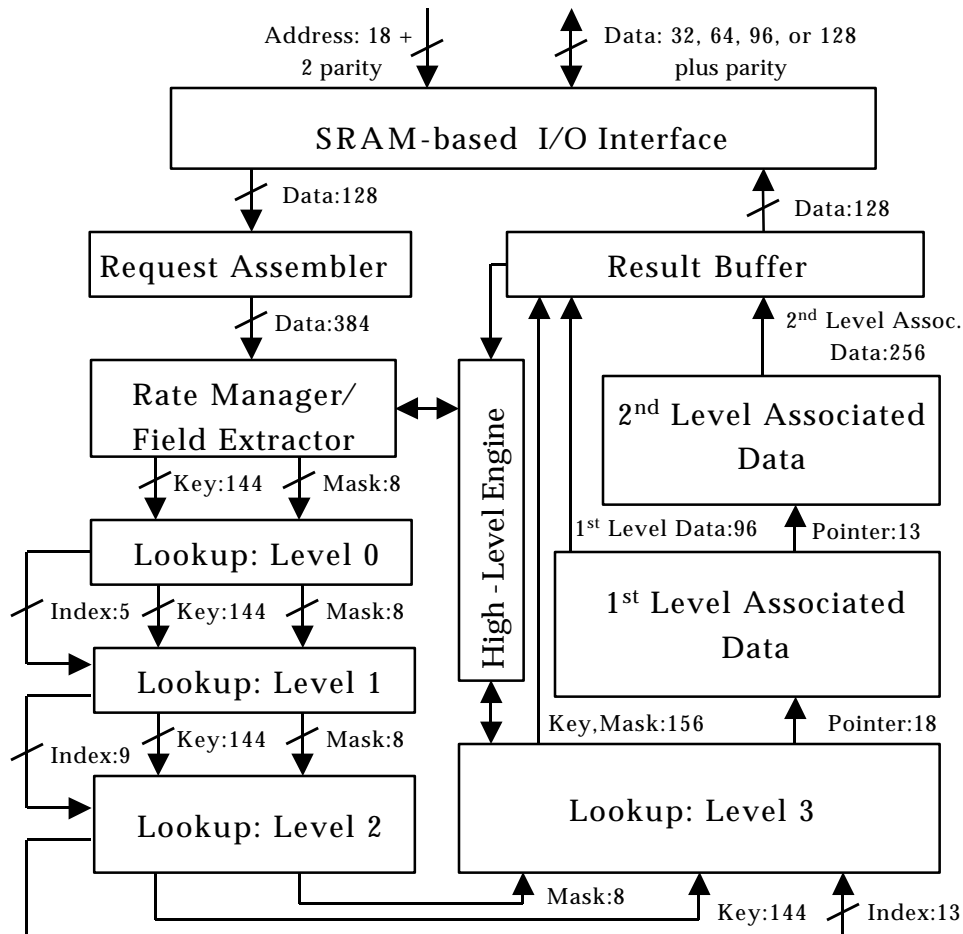 Address: 18 +
2 parity
Data: 32, 64, 96, or 128
plus parity
SRAM-based I/O Interface
Data:128
Data:128
Request Assembler
Result Buffer
Data:384
2nd Level Assoc.
Data:256
Rate Manager/
Field Extractor
High -Level Engine
2nd Level Associated
Data
Key:144
Mask:8
1st Level Data:96
Pointer:13
Lookup: Level 0
Index:5
Key:144
Mask:8
1st Level Associated
Data
Lookup: Level 1
Key:144
Mask:8
Key,Mask:156
Pointer:18
Index:9
Lookup: Level 2
Lookup: Level 3
Mask:8
Key:144
Index:13